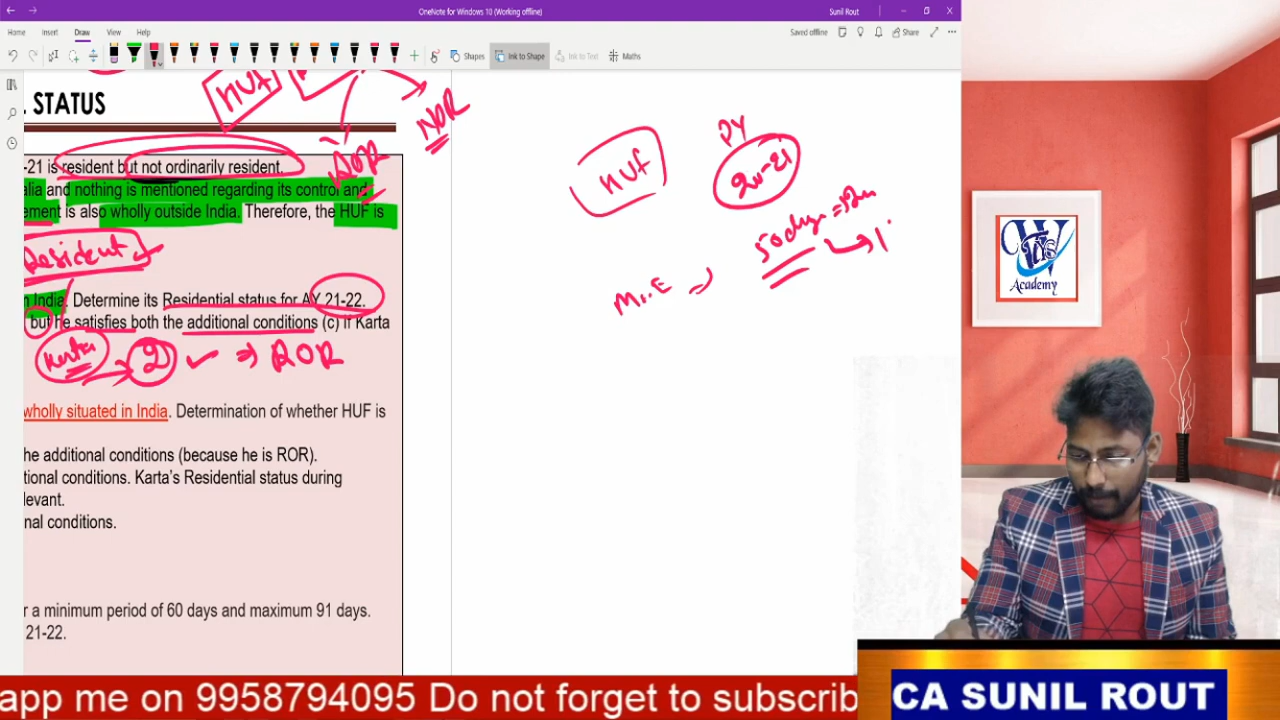 OneNote for Windows 10 (Working offline)
Sunil Rout
Home Insert Draw View Help
Saved offline
Share
Shapes
Ink to Shape
Ink to Text
Maths
STATUS
HUF
NOR
ROR
-21 is resident but not ordinarily resident.
alia and nothing is mentioned regarding its control and
ement is also wholly outside India. Therefore, the HUF is
Resident
n India. Determine its Residential status for AY 21-22.
but he satisfies both the additional conditions (c) If Karta
Karta
2
ROR
wholly situated in India. Determination of whether HUF is
he additional conditions (because he is ROR).
tional conditions. Karta's Residential status during
levant.
nal conditions.
r a minimum period of 60 days and maximum 91 days.
21-22.
HUF
PY
20-21
50 days
Mr. E
VTDS
Academy
app me on 9958794095 Do not forget to subscrib
CA SUNIL ROUT